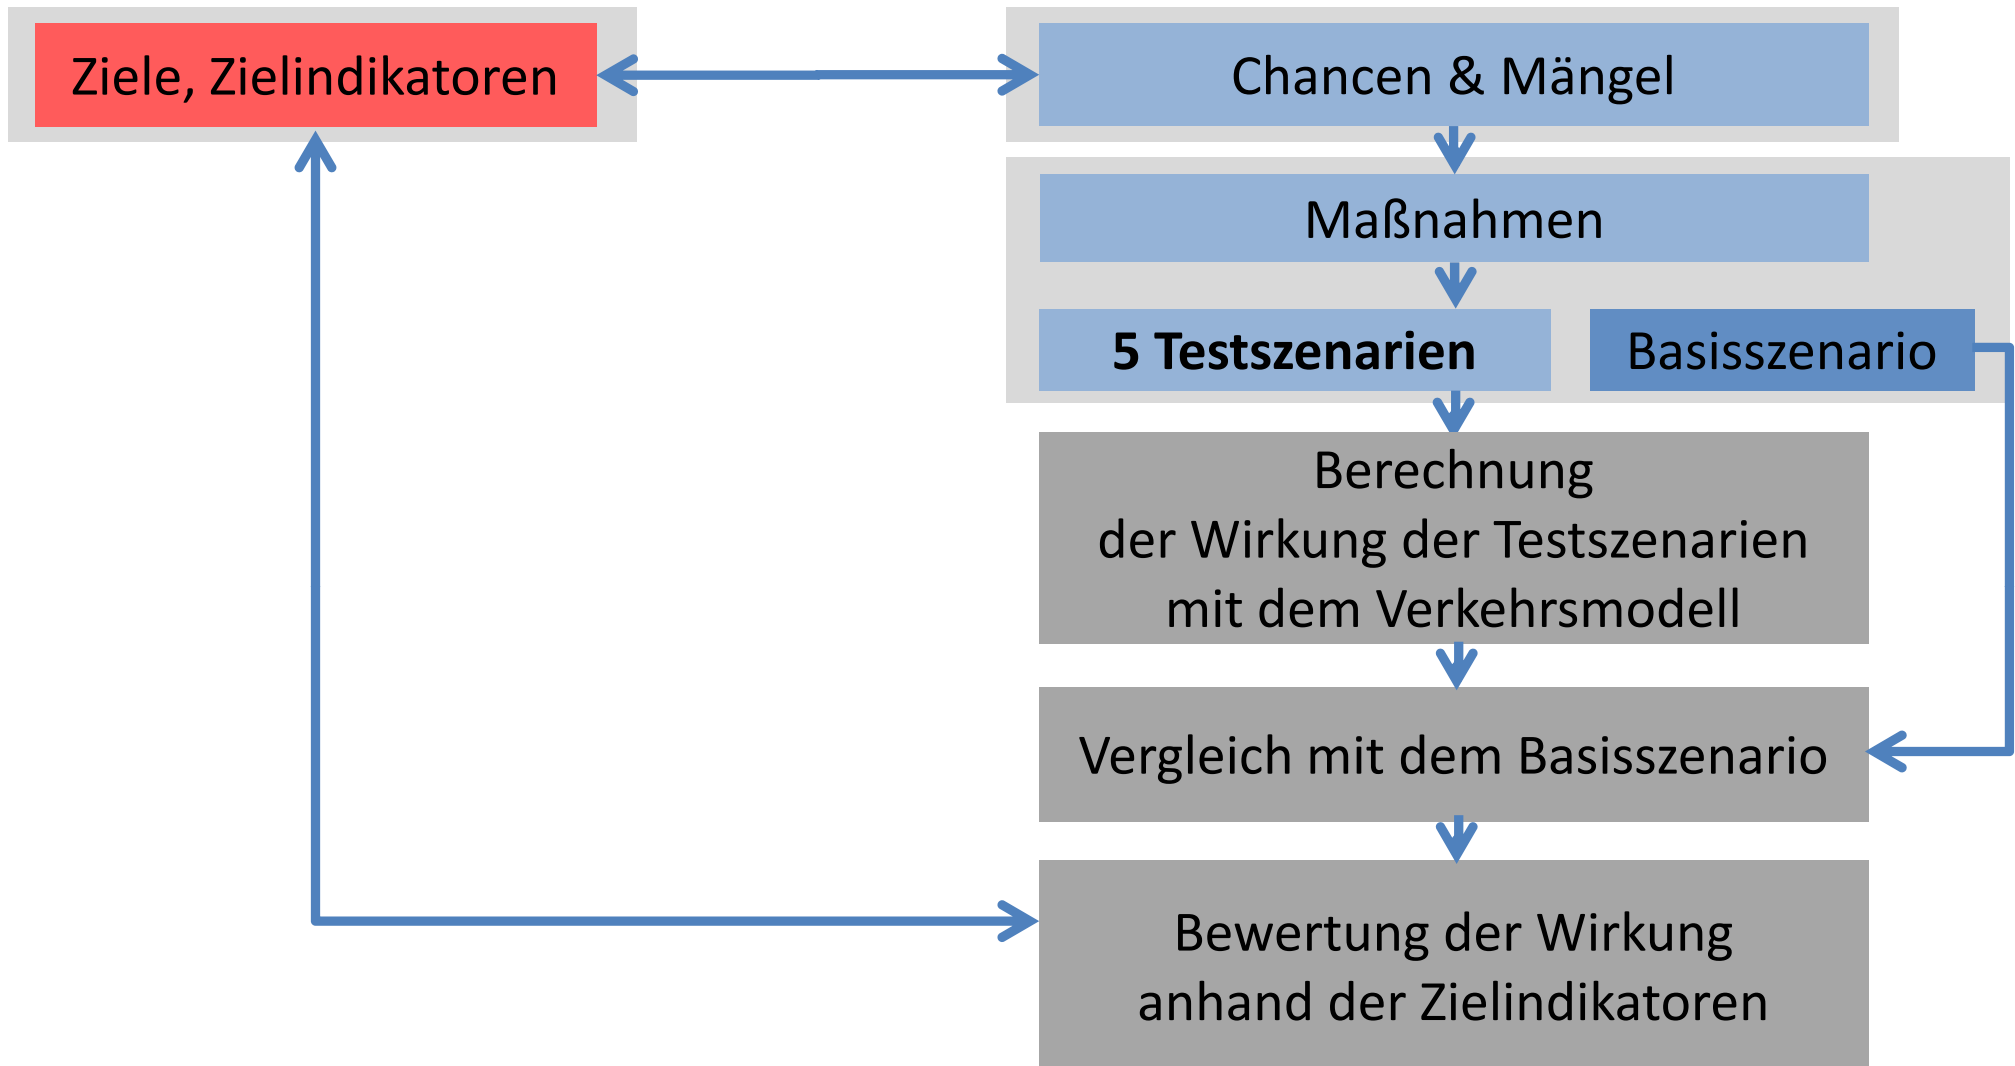 Ziele, Zielindikatoren
Chancen & Mängel
Maßnahmen
5 Testszenarien
Basisszenario
Berechnung
der Wirkung der Testszenarien
mit dem Verkehrsmodell
Vergleich mit dem Basisszenario
Bewertung der Wirkung
anhand der Zielindikatoren